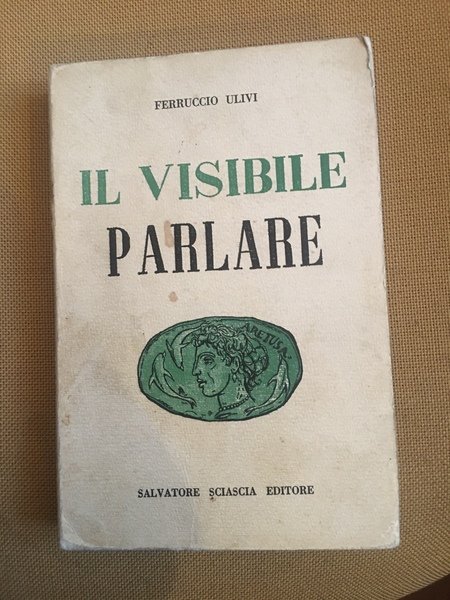 FERRUCCIO ULIVI
IL VISIBILE
PARLARE
ARETUSA
SALVATORE SCIASCIA EDITORE